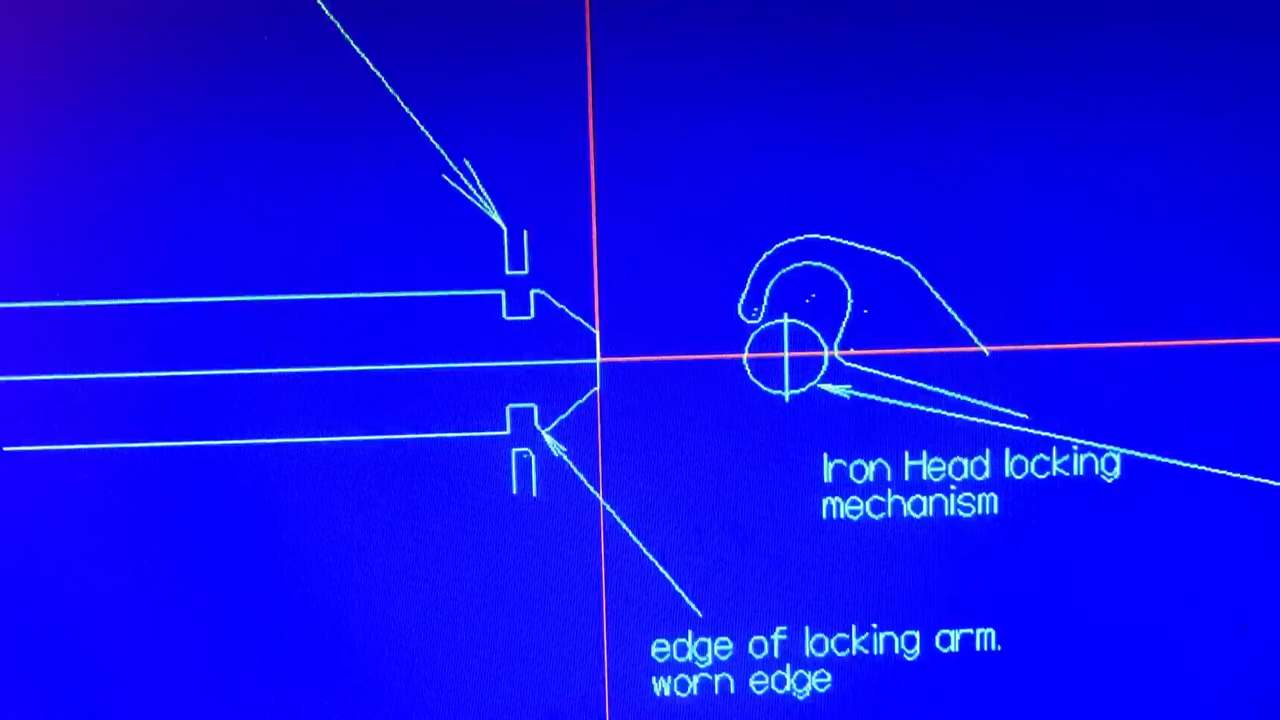 Iron Head locking
mechanism
edge of locking arm.
worn edge